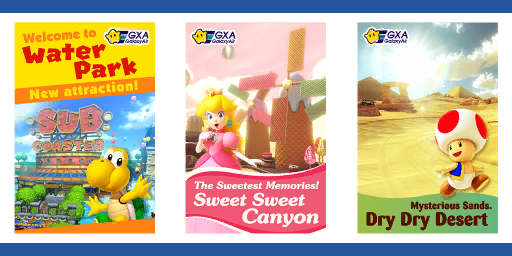 GXA
GalaxyAir
Welcome to
Water
Park
New attraction!
SUB
COASTER
GXA
GalaxyAir
The Sweetest Memories!
Sweet Sweet
Canyon
GXA
GalaxyAir
Mysterious Sands.
Dry Dry Desert